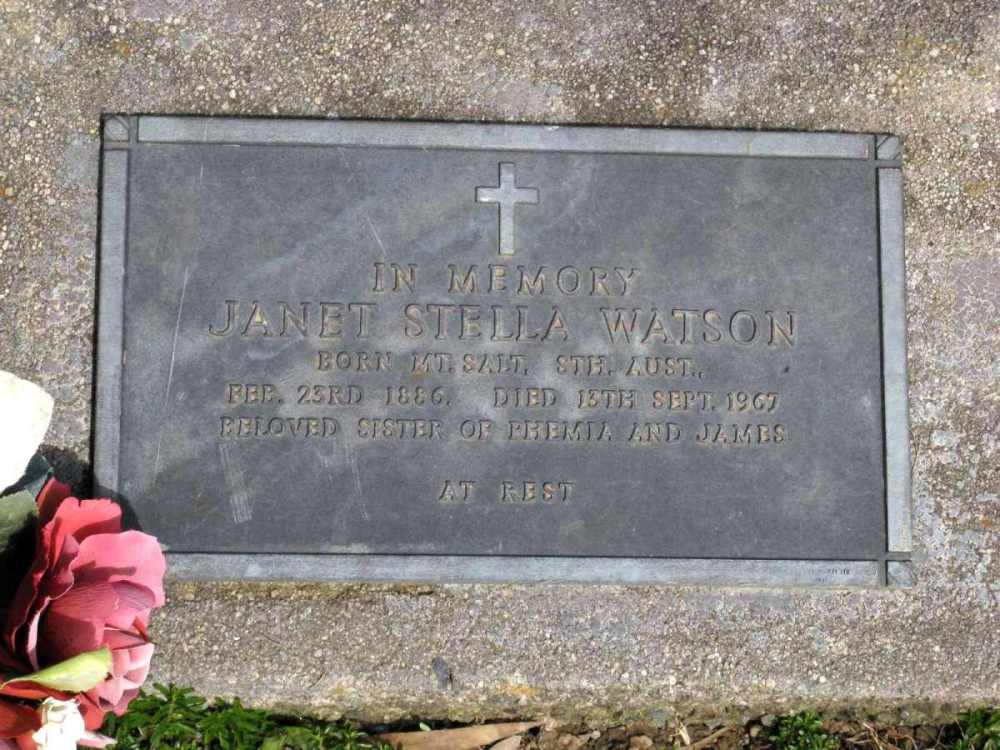 IN MEMORY
JANET STELLA WATSON
BORN MT. SALT, STH. AUST.,
FEB. 23RD 1886. DIED 13TH SEPT. 1967
BELOVED SISTER OF PHEMIA AND JAMES
AT REST